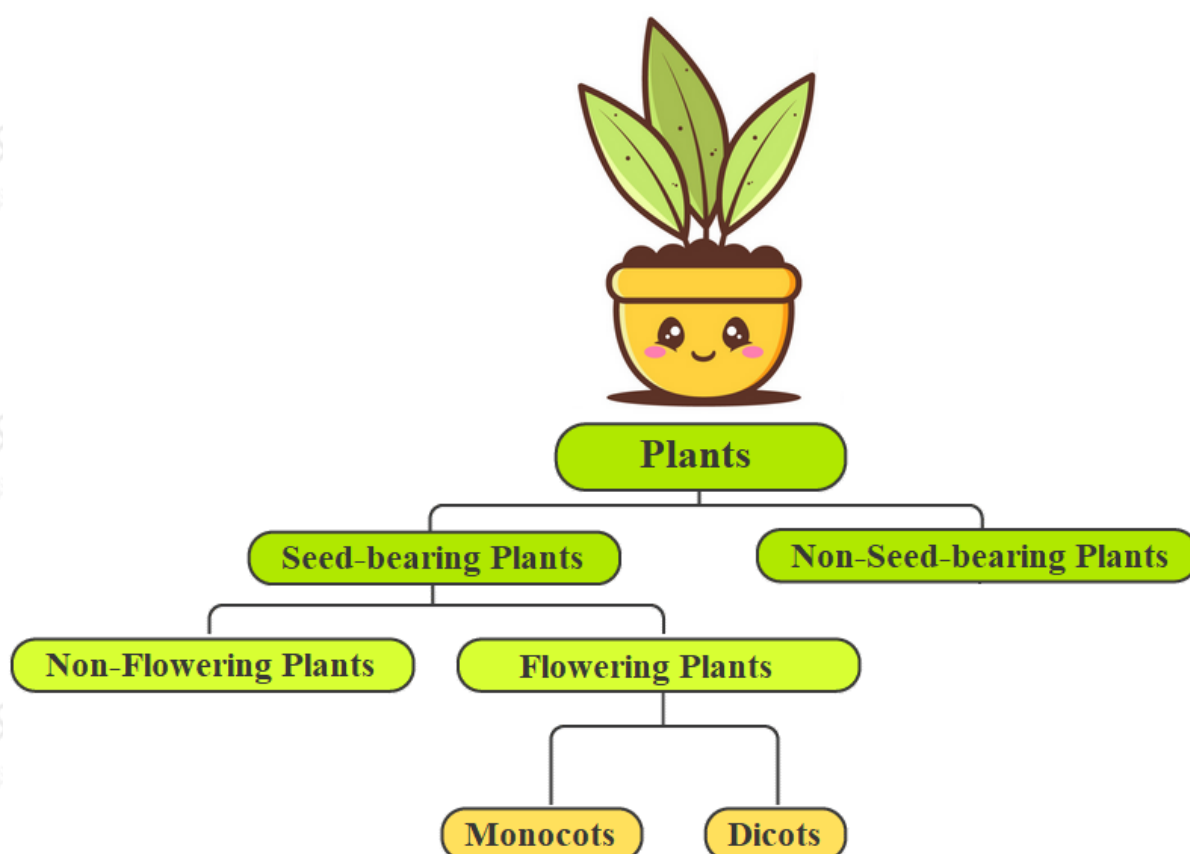 Plants
Seed-bearing Plants
Non-Seed-bearing Plants
Non-Flowering Plants
Flowering Plants
Monocots
Dicots